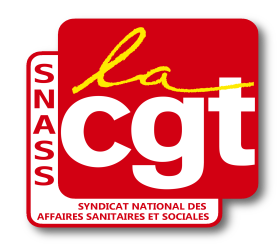 la
cgt
SNASS
SYNDICAT NATIONAL DES
AFFAIRES SANITAIRES ET SOCIALES